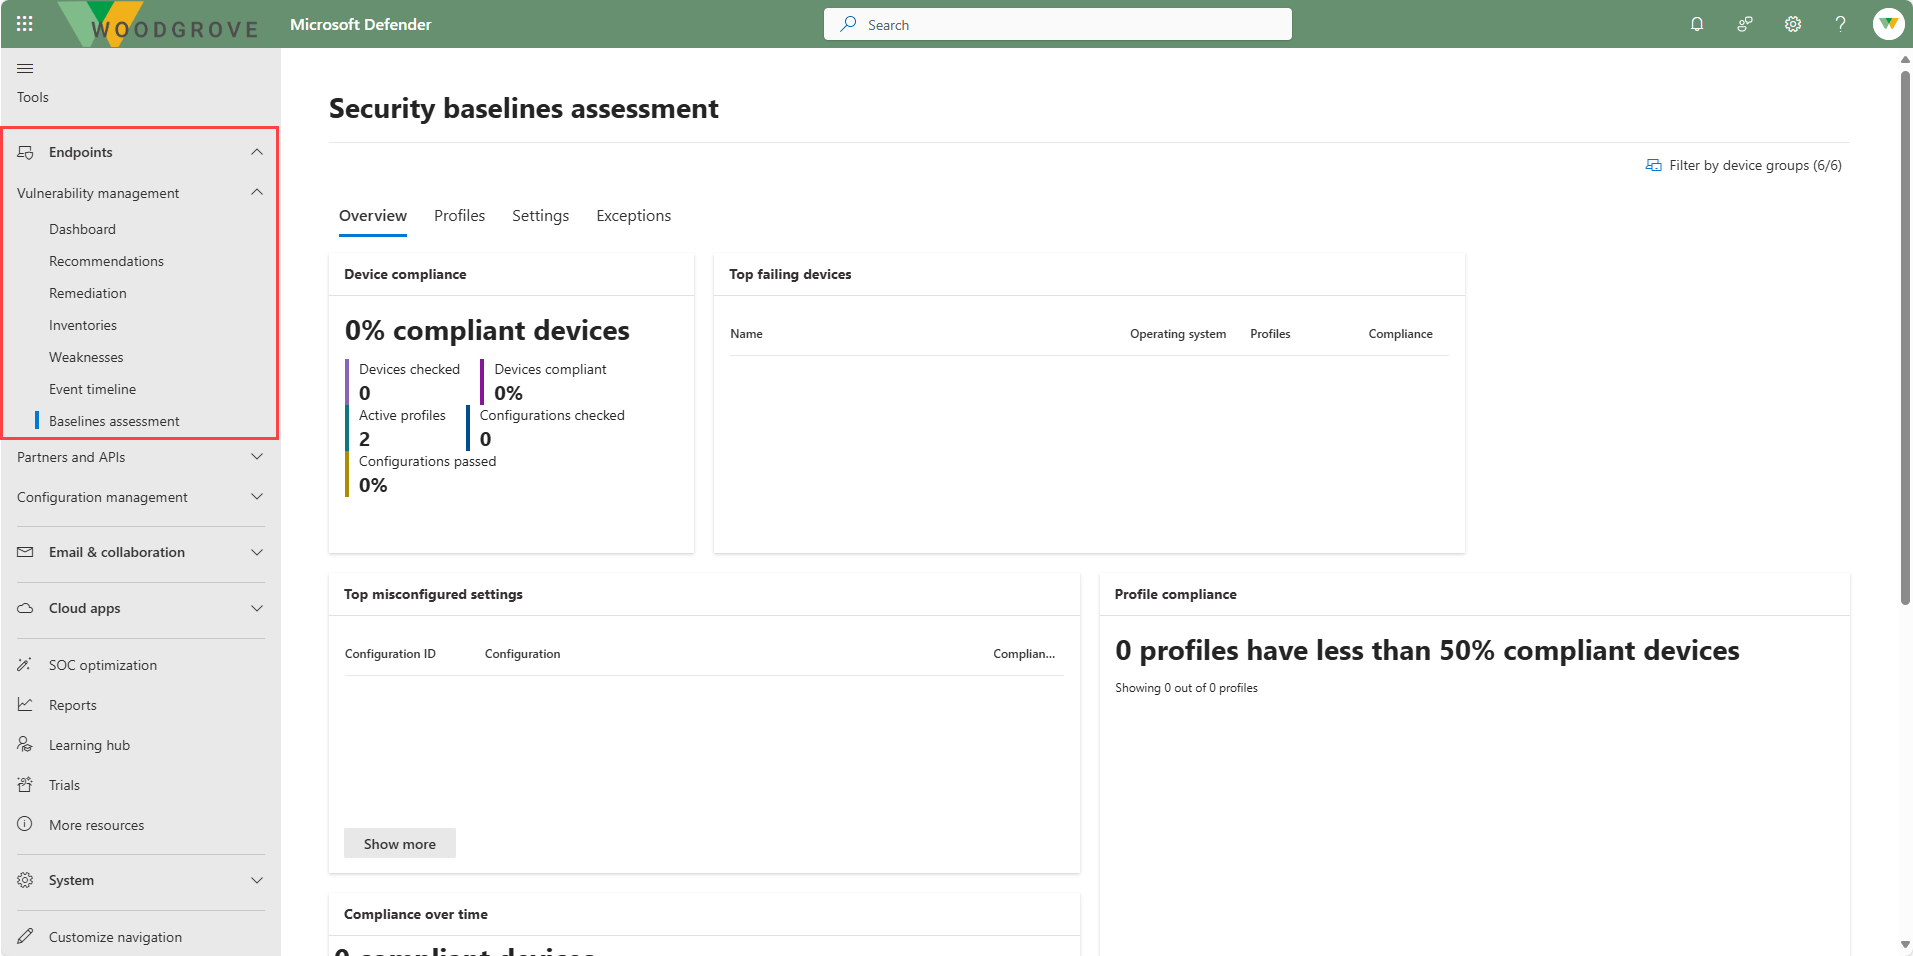 WOODGROVE
Microsoft Defender
Search
Tools
Endpoints
Vulnerability management
Dashboard
Recommendations
Remediation
Inventories
Weaknesses
Event timeline
Baselines assessment
Partners and APIs
Configuration management
Email & collaboration
Cloud apps
SOC optimization
Reports
Learning hub
Trials
More resources
System
Customize navigation
Security baselines assessment
Filter by device groups (6/6)
Overview Profiles Settings Exceptions
Device compliance
0% compliant devices
Devices checked Devices compliant
0 0%
Active profiles Configurations checked
2 0
Configurations passed
0%
Top failing devices
Name Operating system Profiles Compliance
Top misconfigured settings
Configuration ID Configuration Complian...
Show more
Profile compliance
0 profiles have less than 50% compliant devices
Showing 0 out of 0 profiles
Compliance over time
0 compliant devices